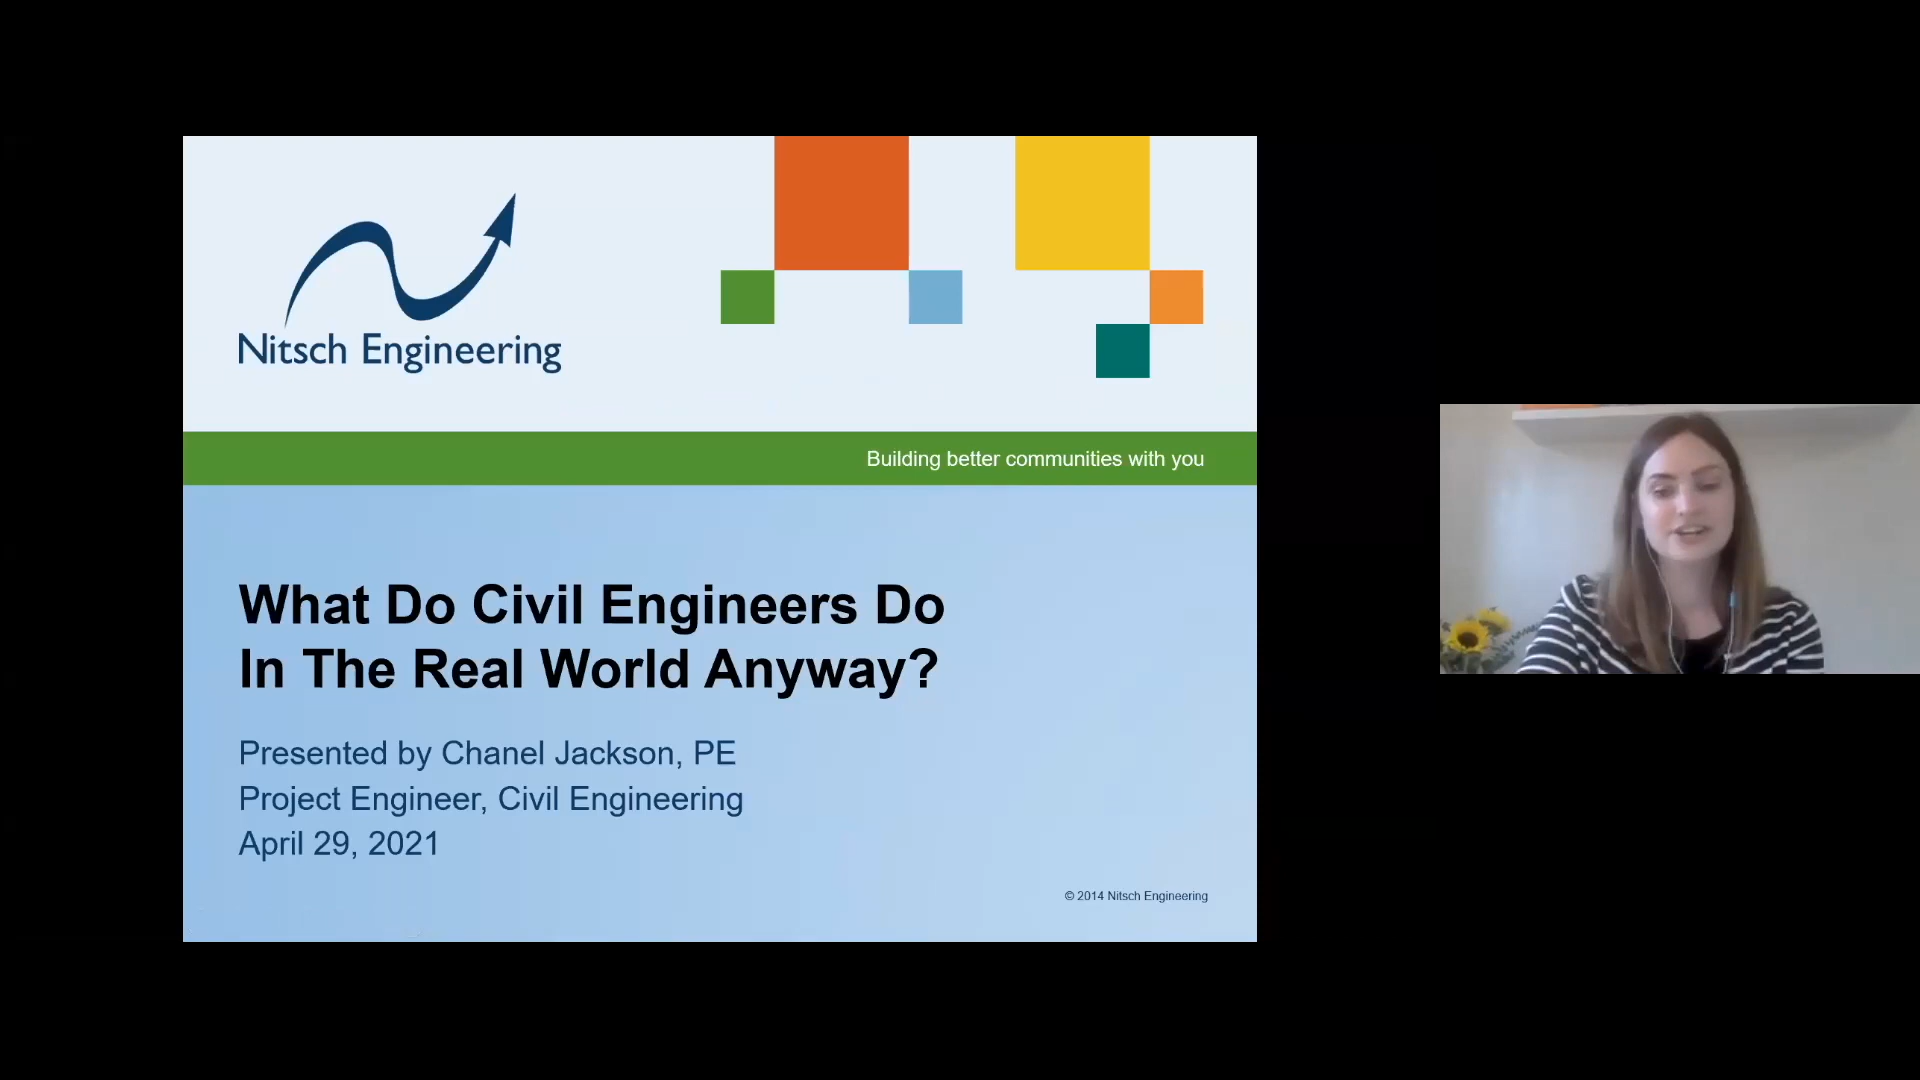 Nitsch Engineering
Building better communities with you
What Do Civil Engineers Do
In The Real World Anyway?
Presented by Chanel Jackson, PE
Project Engineer, Civil Engineering
April 29, 2021
© 2014 Nitsch Engineering